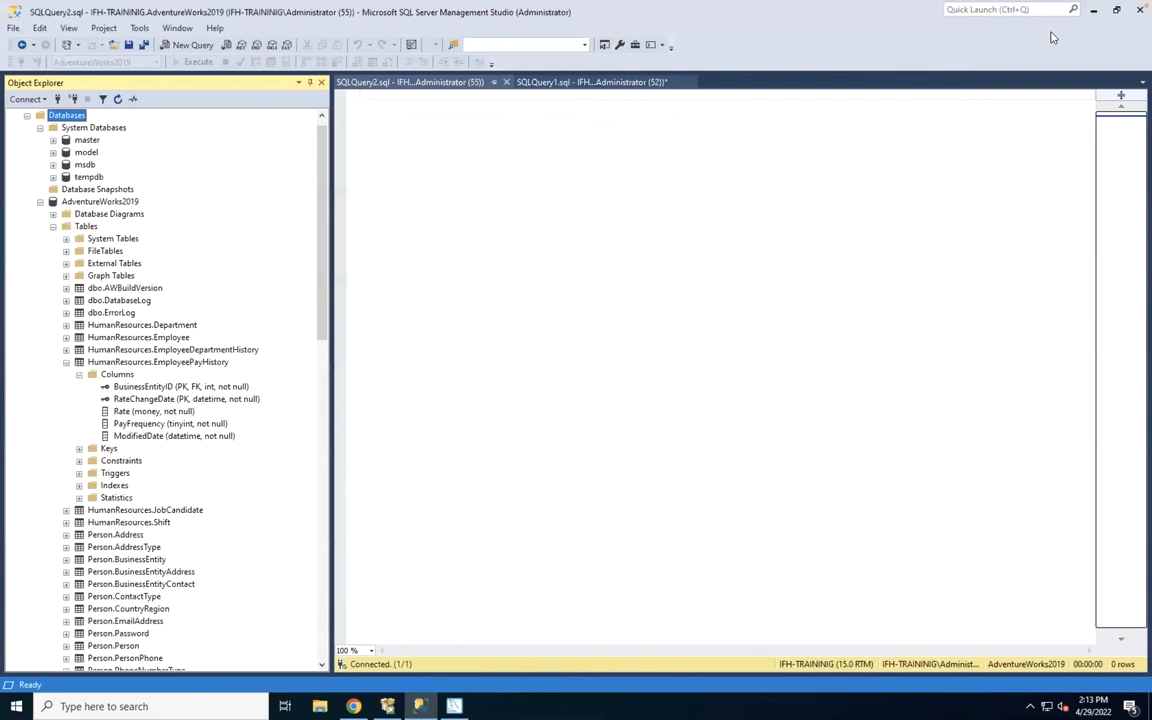 SQLQuery2.sql - IFH-TRAININIG.AdventureWorks2019 (IFH-TRAININIG\Administrator (55)) - Microsoft SQL Server Management Studio (Administrator)
Quick Launch (Ctrl+Q)
File Edit View Project Tools Window Help
New Query
AdventureWorks2019 Execute
Object Explorer
SQLQuery2.sql - IFH...Administrator (55)) SQLQuery1.sql - IFH...Administrator (52))*
Connect
Databases
System Databases
master
model
msdb
tempdb
Database Snapshots
AdventureWorks2019
Database Diagrams
Tables
System Tables
FileTables
External Tables
Graph Tables
dbo.AWBuildVersion
dbo.DatabaseLog
dbo.ErrorLog
HumanResources.Department
HumanResources.Employee
HumanResources.EmployeeDepartmentHistory
HumanResources.EmployeePayHistory
Columns
BusinessEntityID (PK, FK, int, not null)
RateChangeDate (PK, datetime, not null)
Rate (money, not null)
PayFrequency (tinyint, not null)
ModifiedDate (datetime, not null)
Keys
Constraints
Triggers
Indexes
Statistics
HumanResources.JobCandidate
HumanResources.Shift
Person.Address
Person.AddressType
Person.BusinessEntity
Person.BusinessEntityAddress
Person.BusinessEntityContact
Person.ContactType
Person.CountryRegion
Person.EmailAddress
Person.Password
Person.Person
Person.PersonPhone
Person.PhoneNumberType
100 %
Connected. (1/1) IFH-TRAININIG (15.0 RTM) IFH-TRAININIG\Administ... AdventureWorks2019 00:00:00 0 rows
Ready
Type here to search
2:13 PM
4/29/2022
5